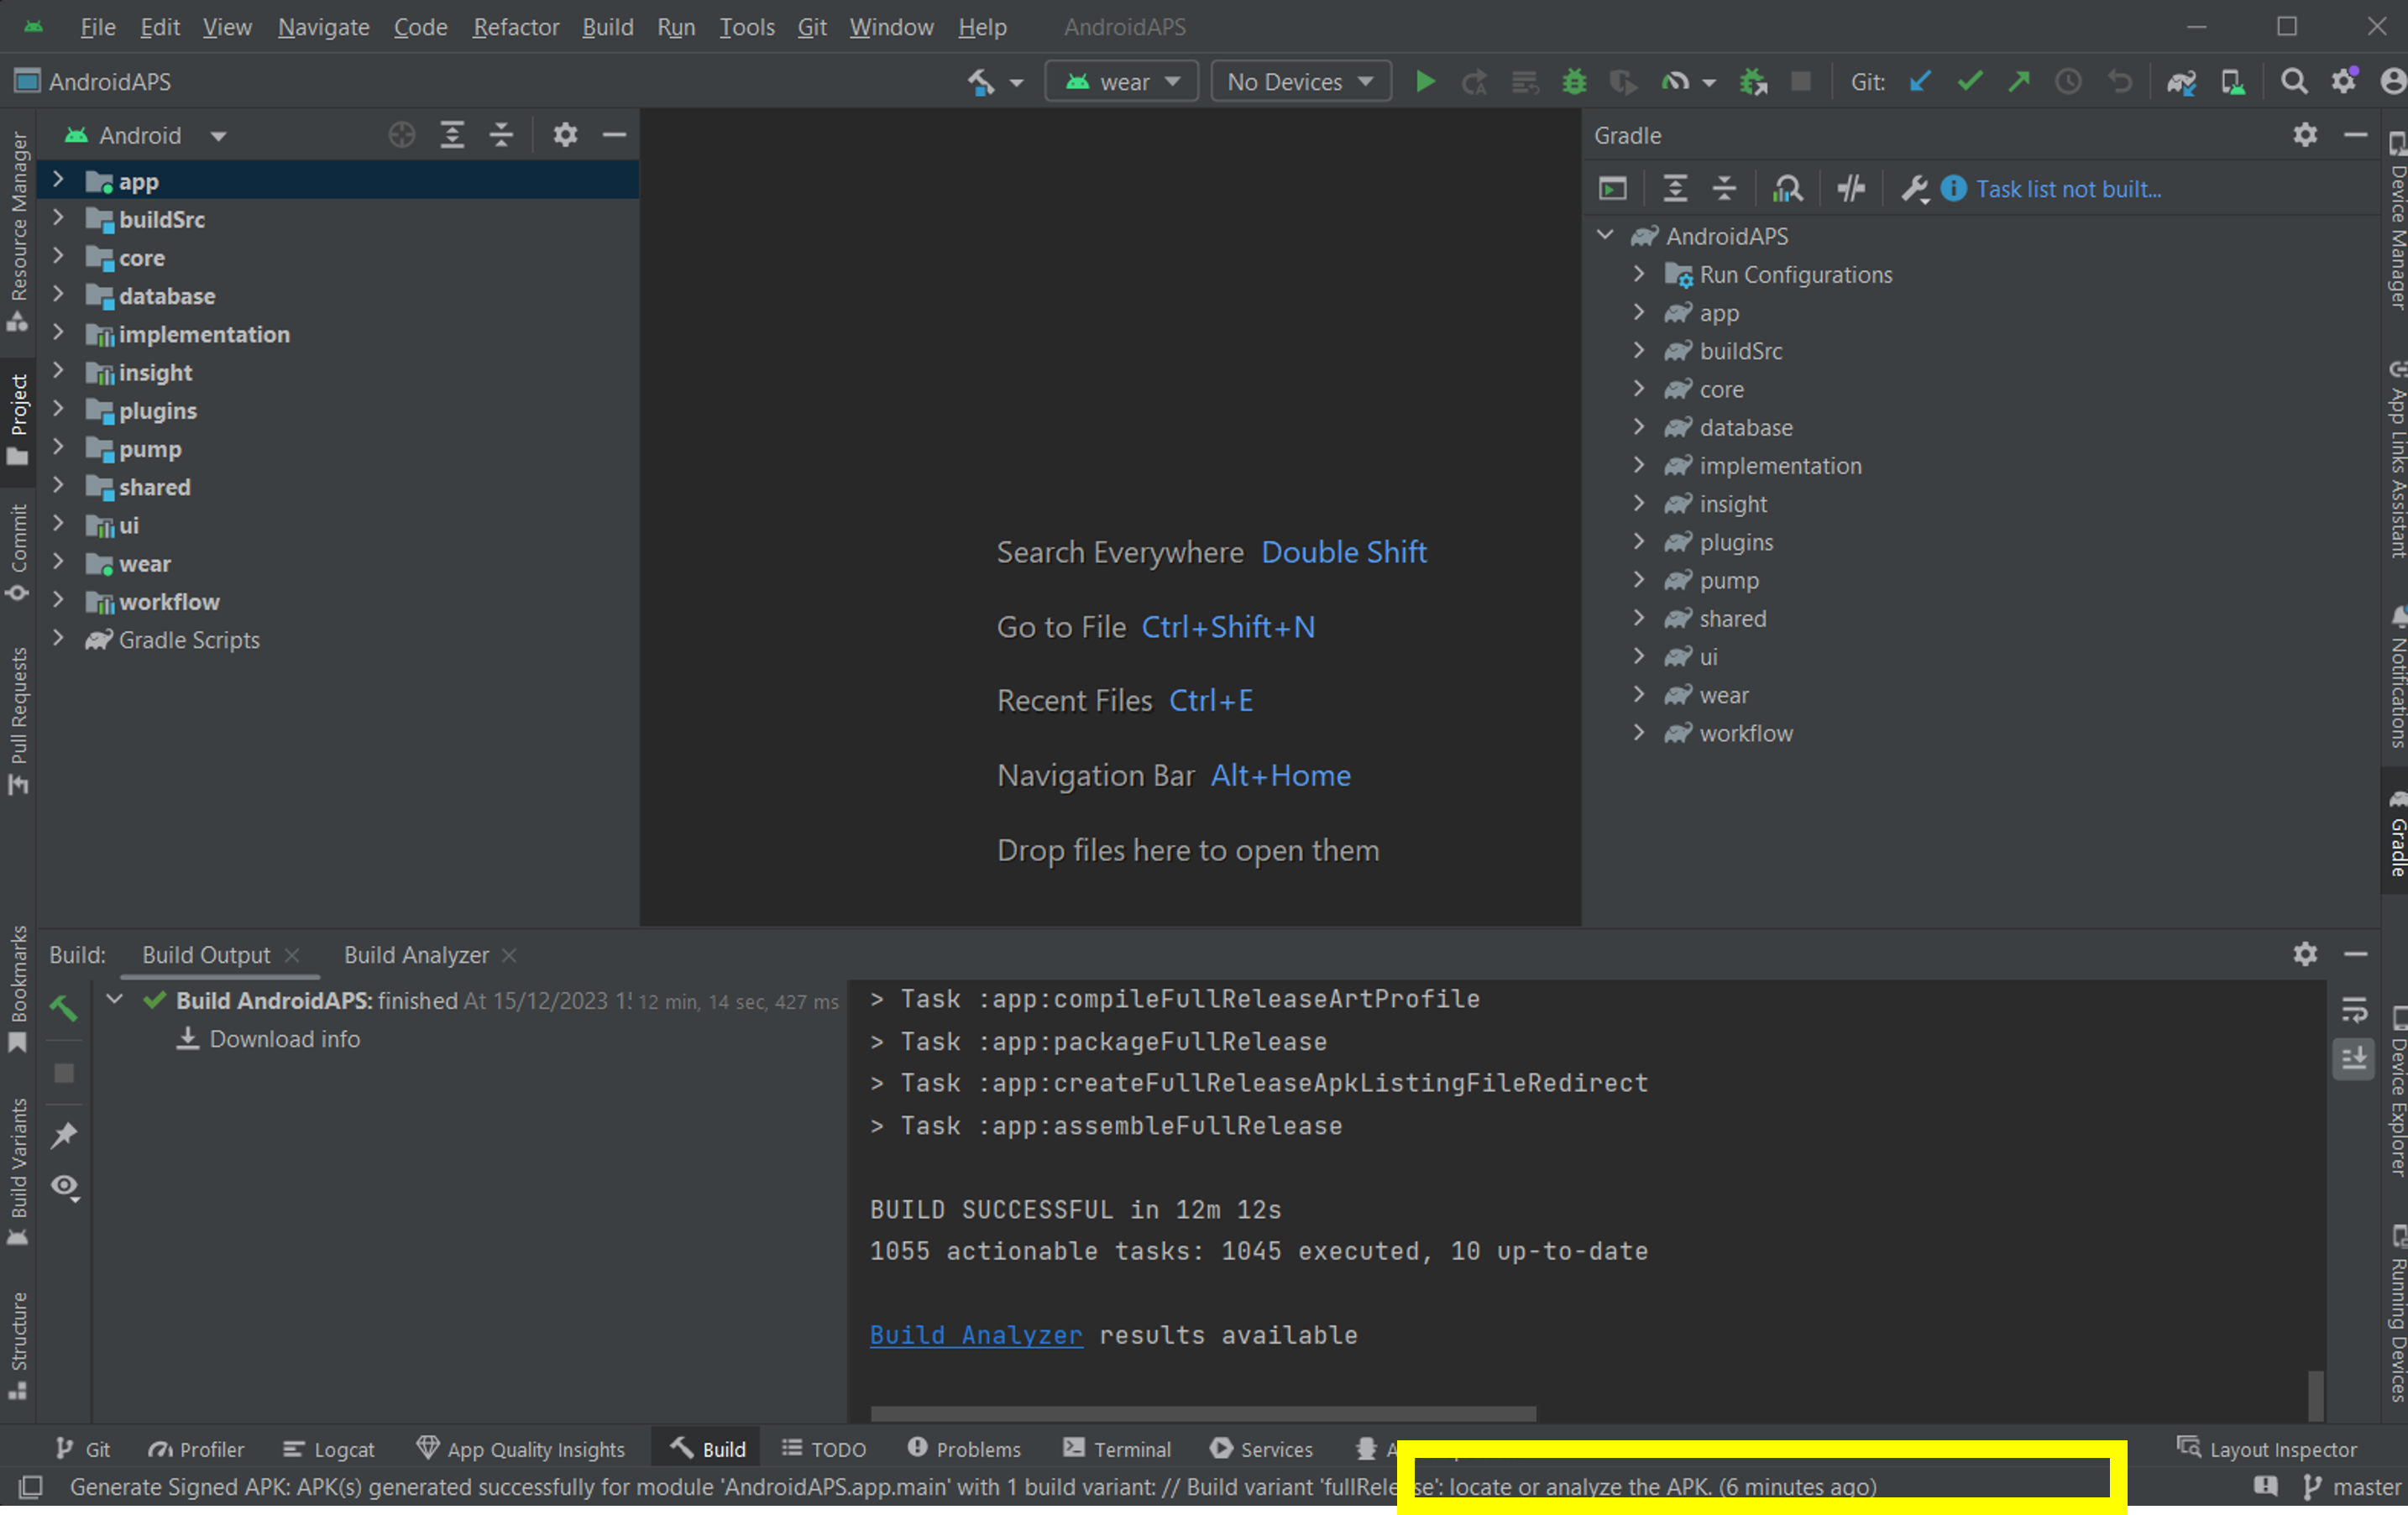 File Edit View Navigate Code Refactor Build Run Tools Git Window Help AndroidAPS
AndroidAPS wear No Devices Git:
Android
app
buildSrc
core
database
implementation
insight
plugins
pump
shared
ui
wear
workflow
Gradle Scripts
Resource Manager
Project
Commit
Pull Requests
Bookmarks
Build Variants
Structure
Search Everywhere Double Shift
Go to File Ctrl+Shift+N
Recent Files Ctrl+E
Navigation Bar Alt+Home
Drop files here to open them
Gradle
Task list not built...
AndroidAPS
Run Configurations
app
buildSrc
core
database
implementation
insight
plugins
pump
shared
ui
wear
workflow
Device Manager
App Links Assistant
Notifications
Gradle
Device Explorer
Running Devices
Build: Build Output Build Analyzer
Build AndroidAPS: finished At 15/12/2023 12 min, 14 sec, 427 ms
Download info
> Task :app:compileFullReleaseArtProfile
> Task :app:packageFullRelease
> Task :app:createFullReleaseApkListingFileRedirect
> Task :app:assembleFullRelease
BUILD SUCCESSFUL in 12m 12s
1055 actionable tasks: 1045 executed, 10 up-to-date
Build Analyzer results available
Git Profiler Logcat App Quality Insights Build TODO Problems Terminal Services Layout Inspector
Generate Signed APK: APK(s) generated successfully for module 'AndroidAPS.app.main' with 1 build variant: // Build variant 'fullRelease': locate or analyze the APK. (6 minutes ago) master